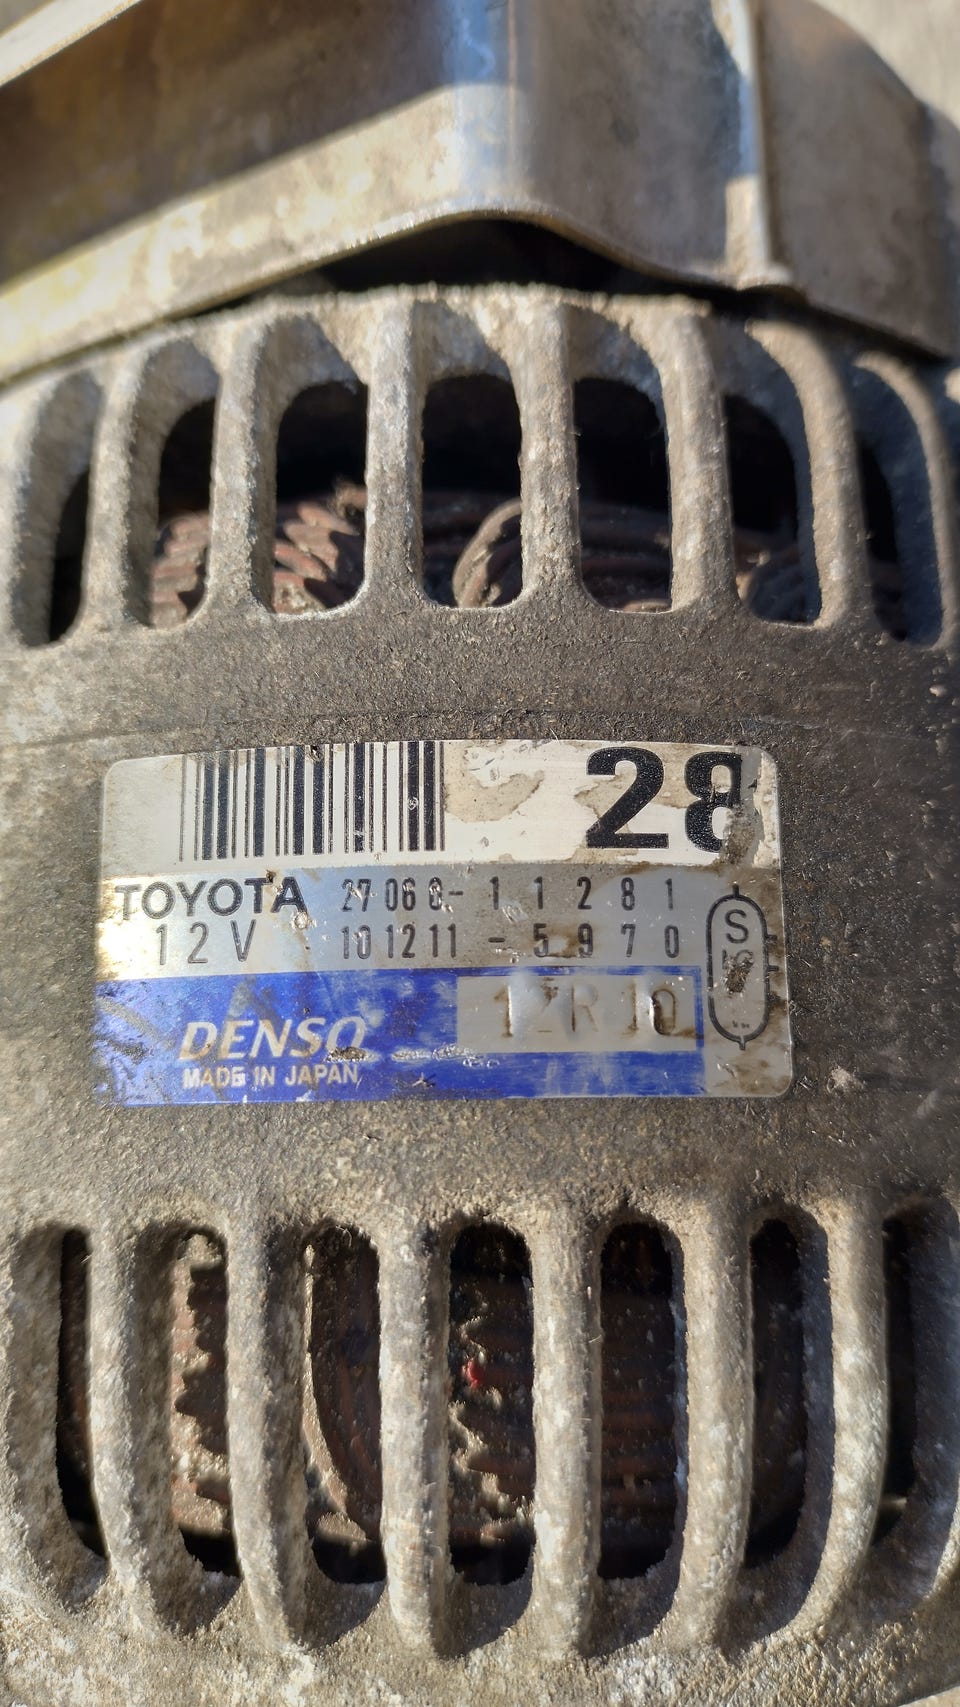 28
TOYOTA 27060-11281
12V 101211-5970
S
DENSO
MADE IN JAPAN